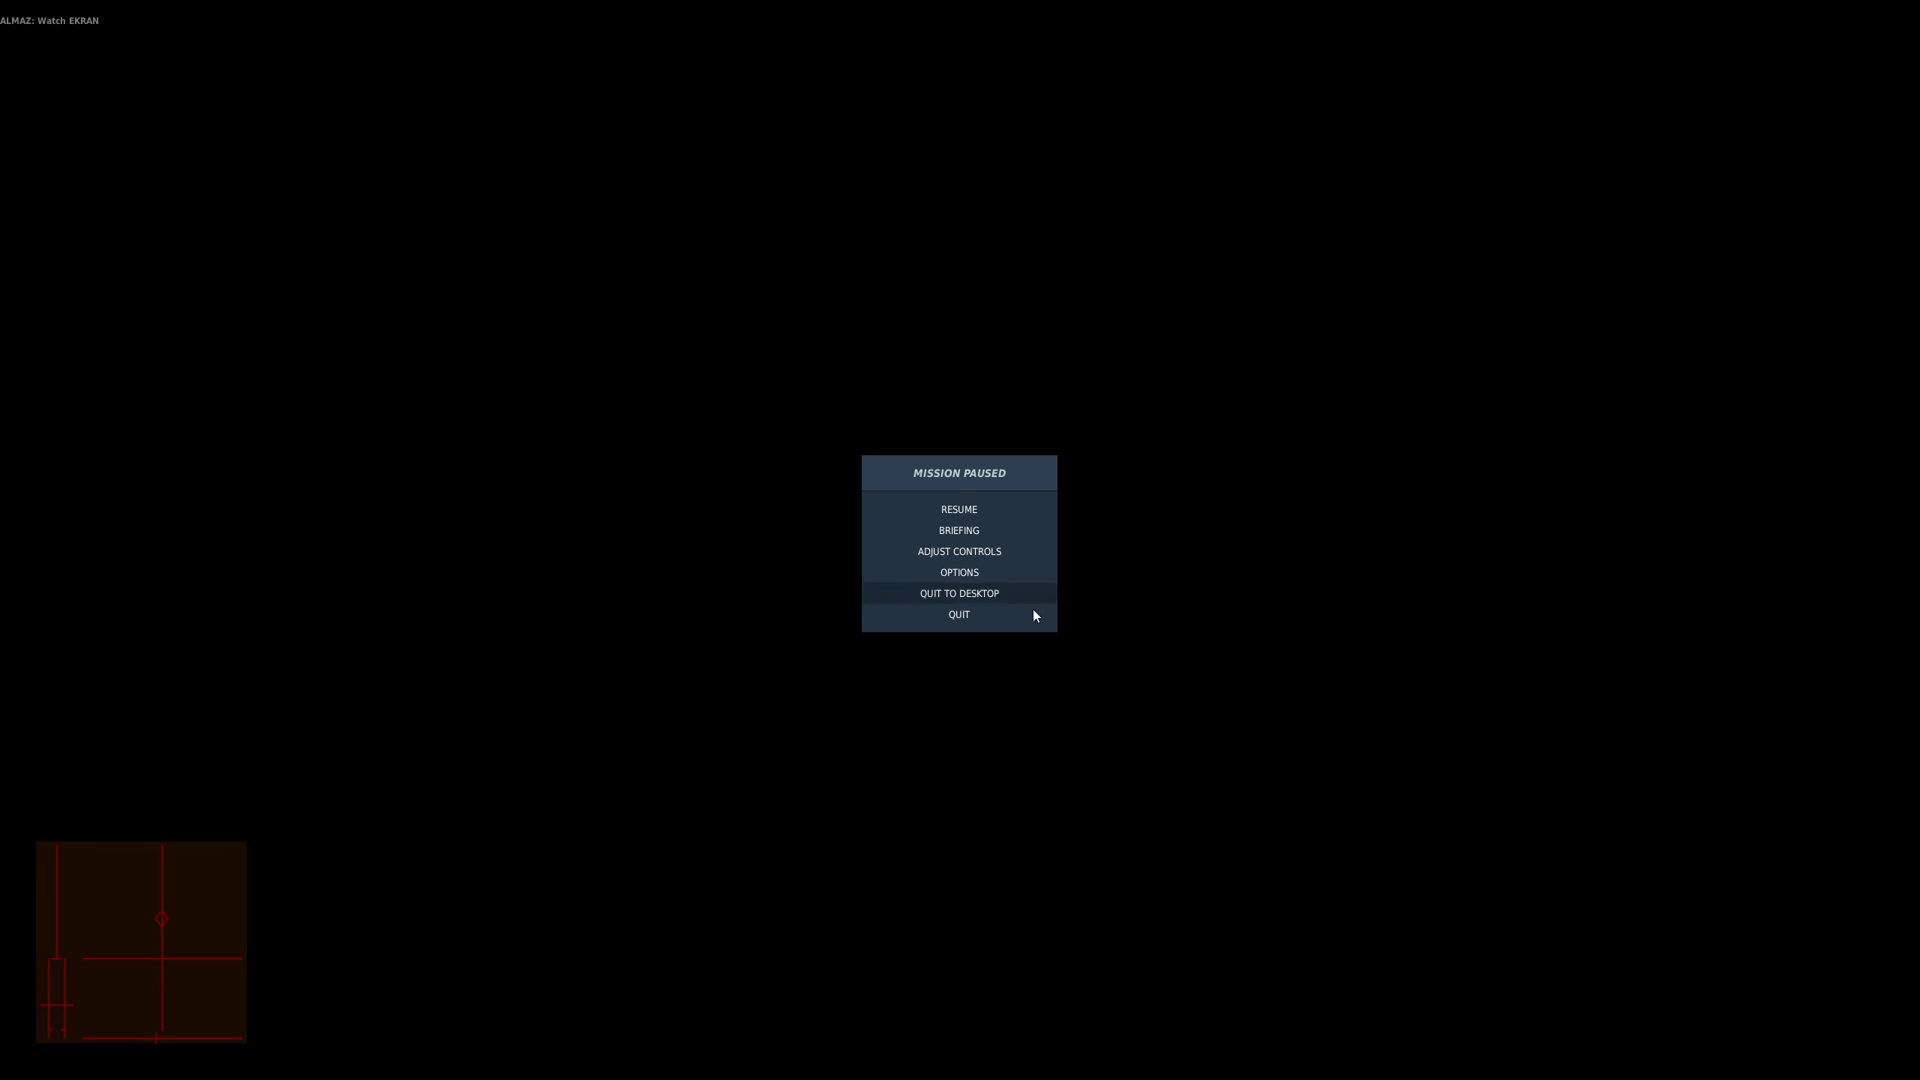 ALMAZ: Watch EKRAN
MISSION PAUSED
RESUME
BRIEFING
ADJUST CONTROLS
OPTIONS
QUIT TO DESKTOP
QUIT